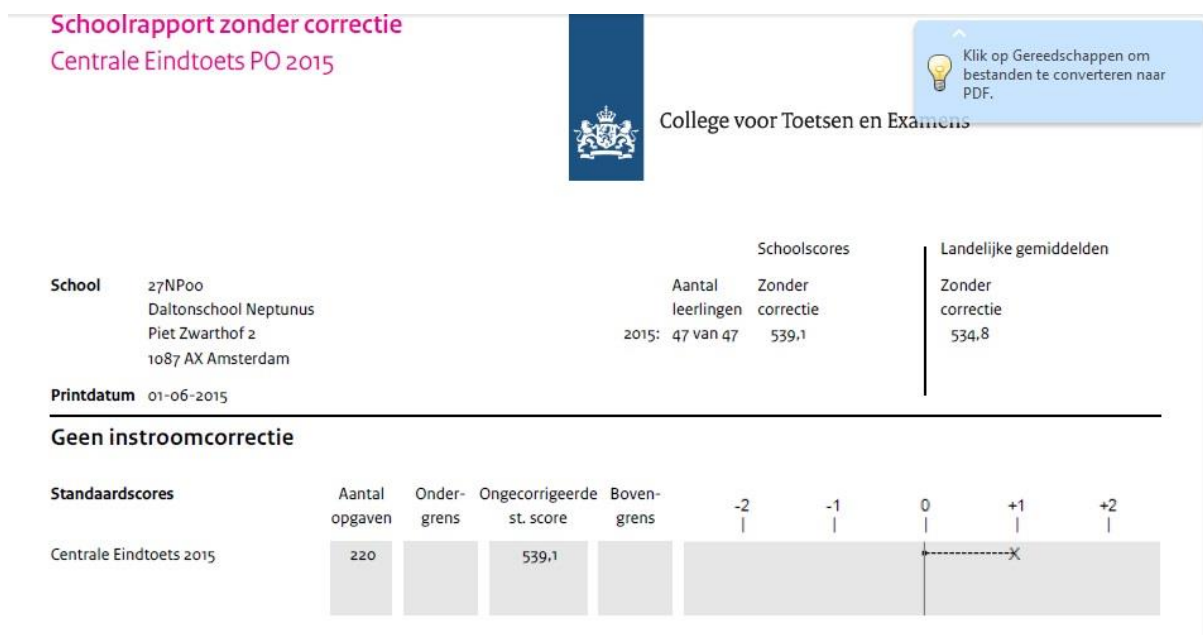 Schoolrapport zonder correctie
Centrale Eindtoets PO 2015
Klik op Gereedschappen om
bestanden te converteren naar
PDF.
College voor Toetsen en Examens
Schoolscores Landelijke gemiddelden
School 27NP00 Aantal Zonder Zonder
Daltonschool Neptunus leerlingen correctie correctie
Piet Zwarthof 2 2015: 47 van 47 539,1 534,8
1087 AX Amsterdam
Printdatum 01-06-2015
Geen instroomcorrectie
Standaardscores Aantal Onder- Ongecorrigeerde Boven- -2 -1 0 +1 +2
opgaven grens st. score grens
Centrale Eindtoets 2015 220 539,1 X